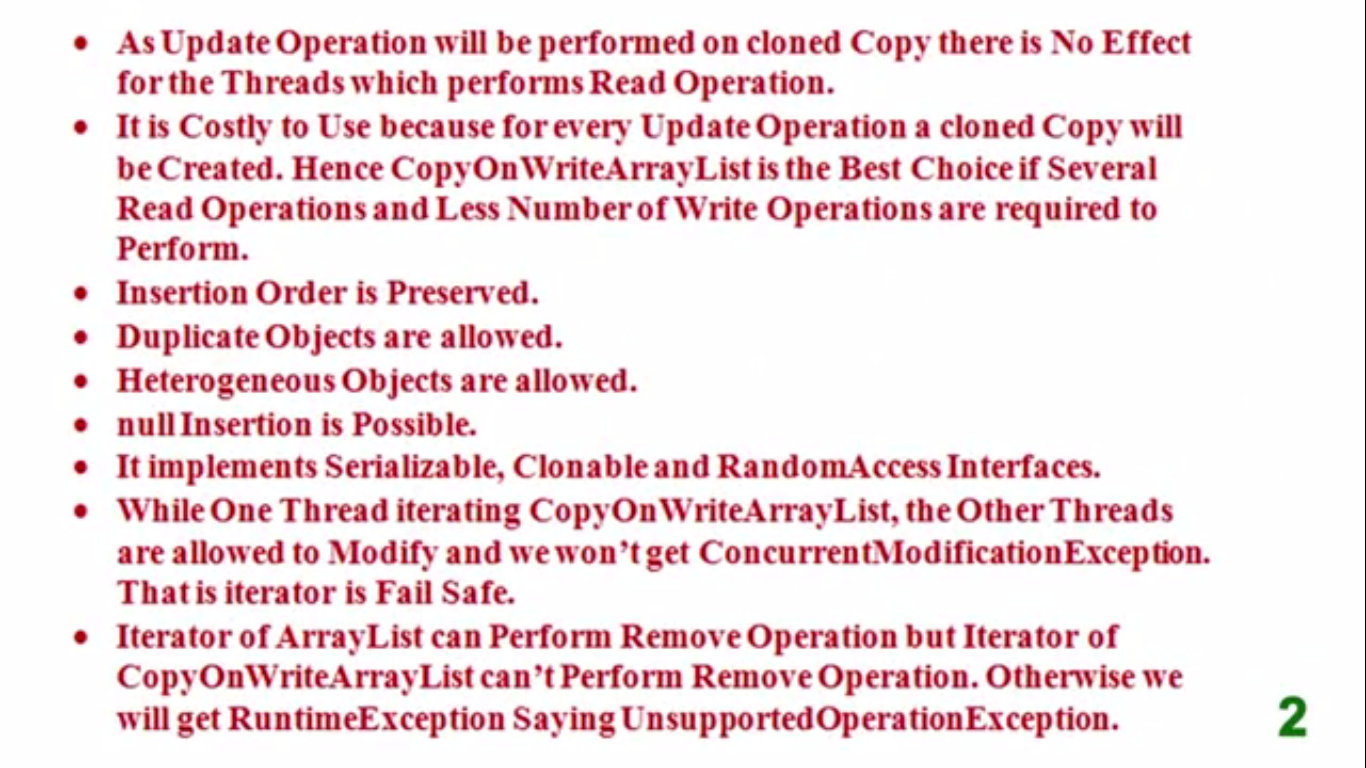 • As Update Operation will be performed on cloned Copy there is No Effect
for the Threads which performs Read Operation.
• It is Costly to Use because for every Update Operation a cloned Copy will
be Created. Hence CopyOnWriteArrayList is the Best Choice if Several
Read Operations and Less Number of Write Operations are required to
Perform.
• Insertion Order is Preserved.
• Duplicate Objects are allowed.
• Heterogeneous Objects are allowed.
• null Insertion is Possible.
• It implements Serializable, Clonable and RandomAccess Interfaces.
• While One Thread iterating CopyOnWriteArrayList, the Other Threads
are allowed to Modify and we won't get ConcurrentModificationException.
That is iterator is Fail Safe.
• Iterator of ArrayList can Perform Remove Operation but Iterator of
CopyOnWriteArrayList can't Perform Remove Operation. Otherwise we
will get RuntimeException Saying UnsupportedOperationException.
2